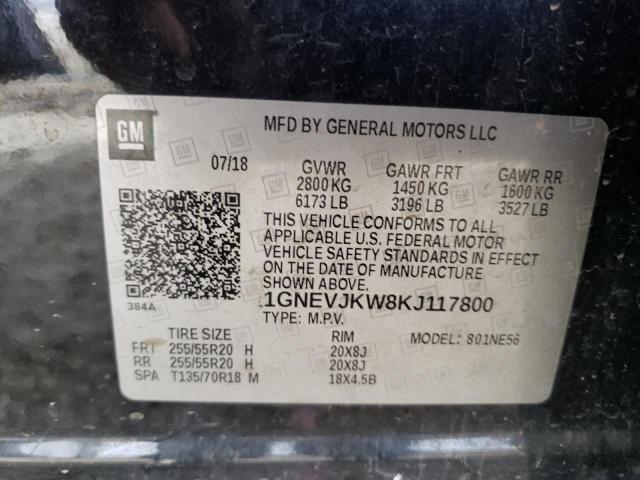 GM
MFD BY GENERAL MOTORS LLC
07/18 GVWR GAWR FRT GAWR RR
2800 KG 1450 KG 1600 KG
6173 LB 3196 LB 3527 LB
THIS VEHICLE CONFORMS TO ALL
APPLICABLE U.S. FEDERAL MOTOR
VEHICLE SAFETY STANDARDS IN EFFECT
ON THE DATE OF MANUFACTURE
SHOWN ABOVE.
384A
1GNEVJKW8KJ117800
TYPE: M.P.V.
TIRE SIZE RIM MODEL: 801NE56
FRT 255/55R20 H 20X8J
RR 255/55R20 H 20X8J
SPA T135/70R18 M 18X4.5B